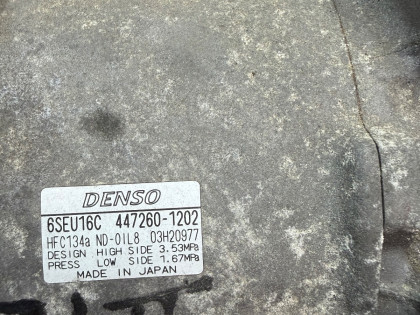 DENSO
6SEU16C 447260-1202
HFC134a ND-OIL8 03H20977
DESIGN HIGH SIDE 3.53MPa
PRESS LOW SIDE 1.67MPa
MADE IN JAPAN